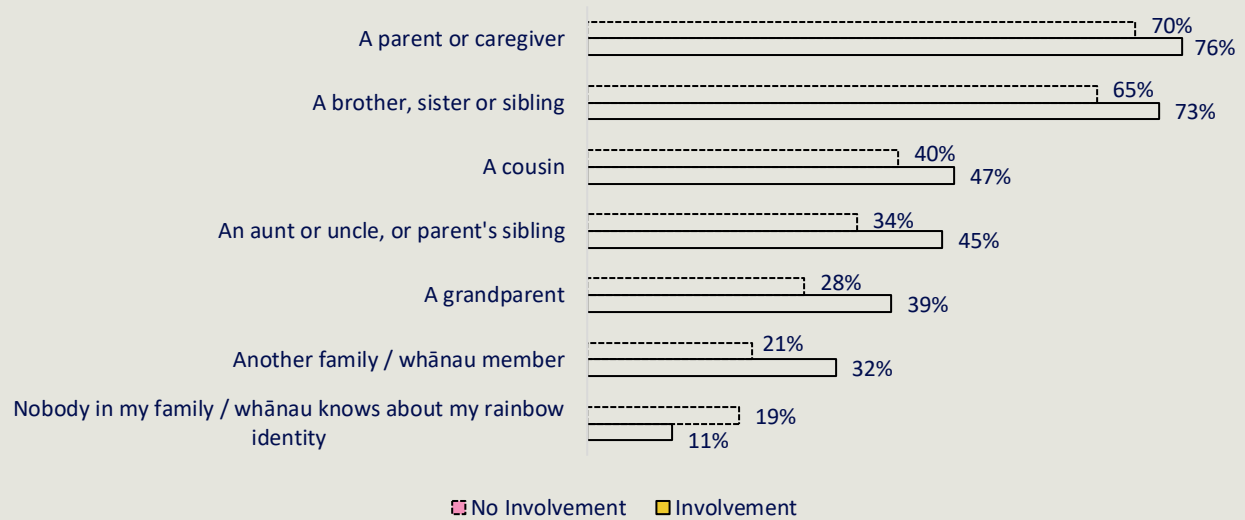 A parent or caregiver
70%
76%
A brother, sister or sibling
65%
73%
A cousin
40%
47%
An aunt or uncle, or parent's sibling
34%
45%
A grandparent
28%
39%
Another family / whānau member
21%
32%
Nobody in my family / whānau knows about my rainbow
identity
19%
11%
No Involvement Involvement